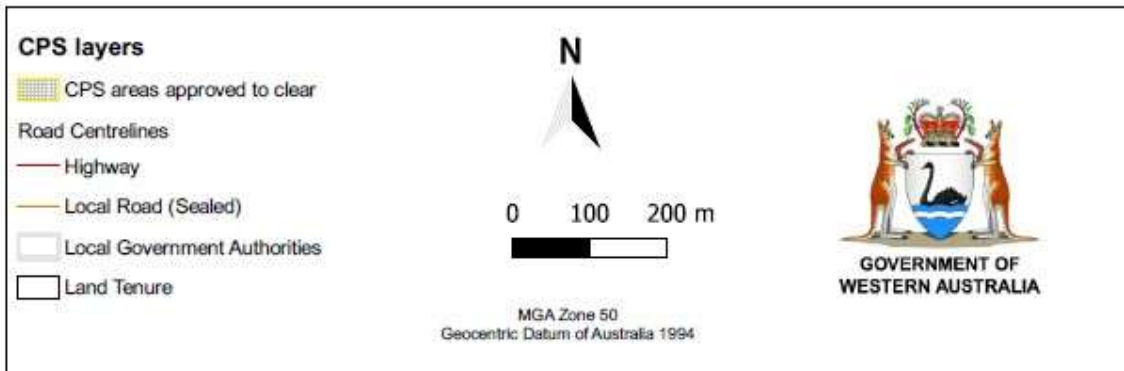 CPS layers
CPS areas approved to clear
Road Centrelines
Highway
Local Road (Sealed)
Local Government Authorities
Land Tenure
N
0 100 200 m
MGA Zone 50
Geocentric Datum of Australia 1994
GOVERNMENT OF
WESTERN AUSTRALIA